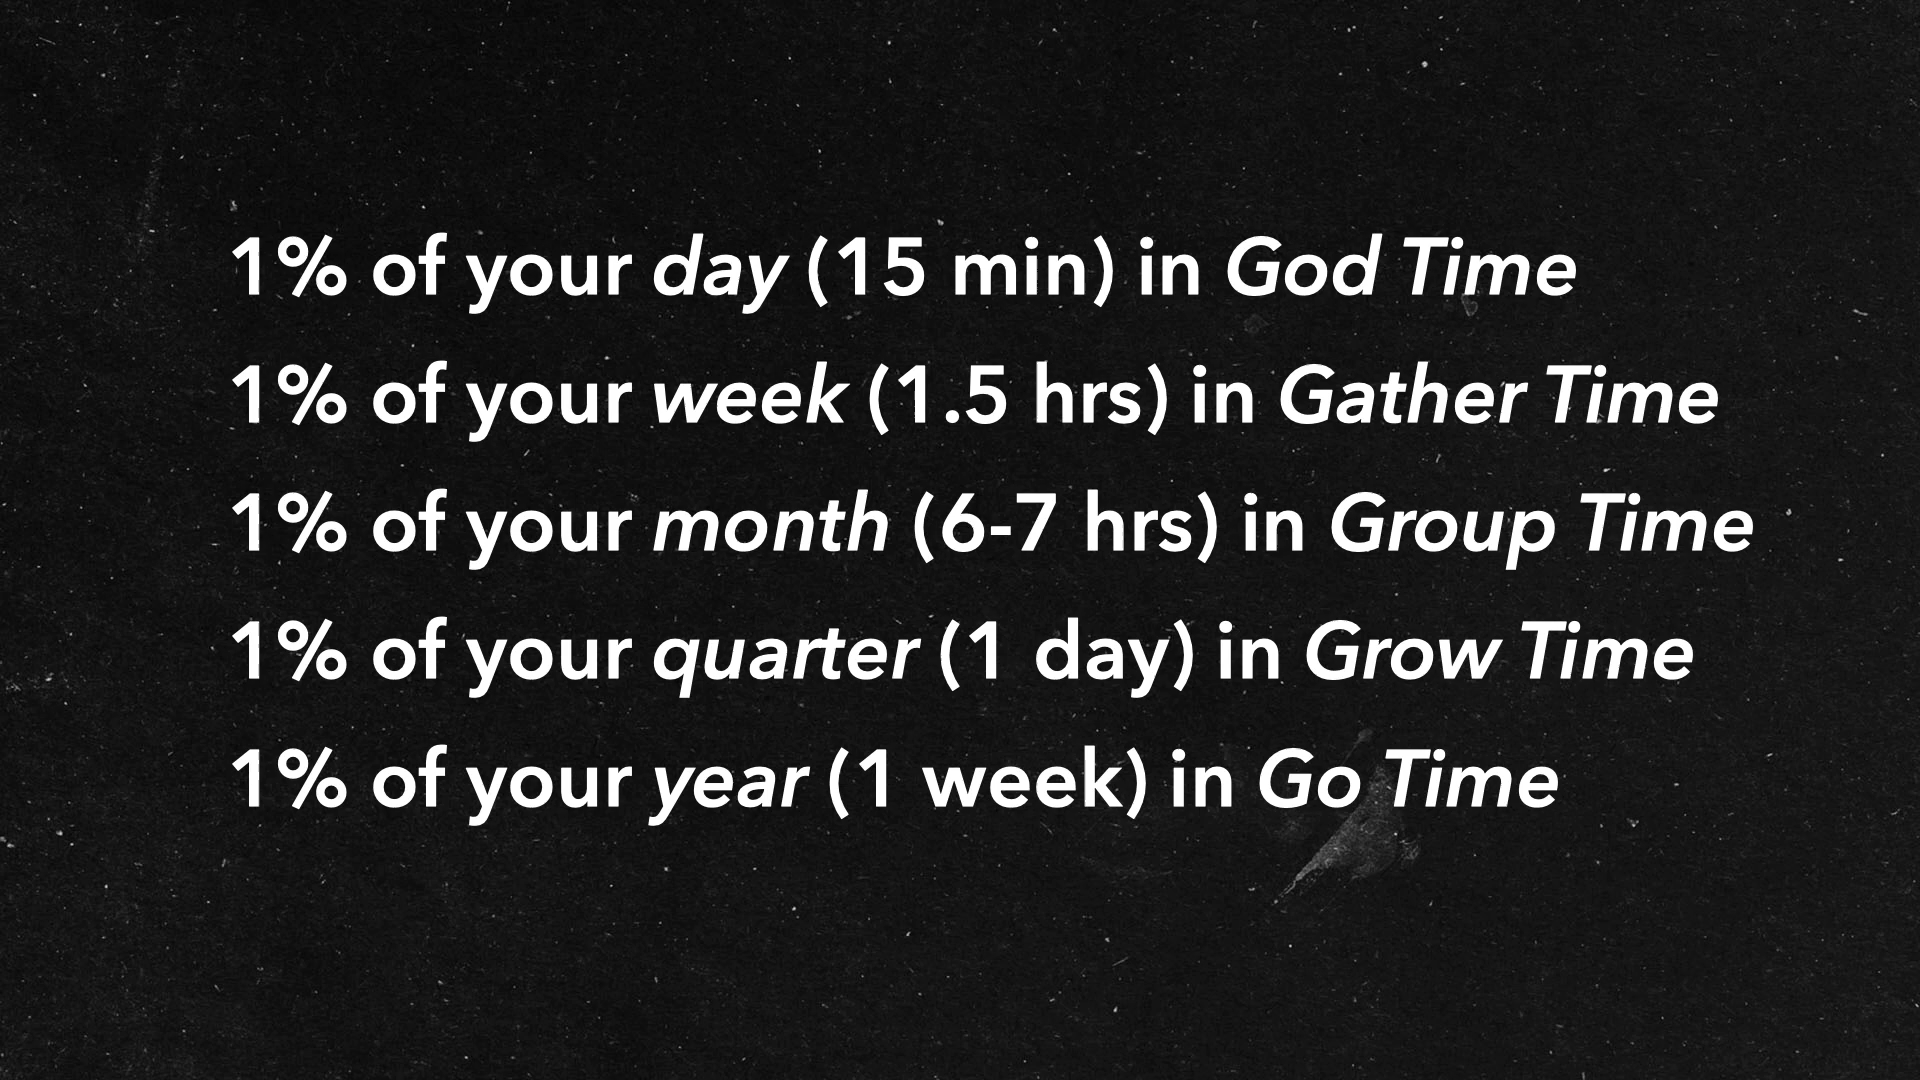 1% of your day (15 min) in God Time
1% of your week (1.5 hrs) in Gather Time
1% of your month (6-7 hrs) in Group Time
1% of your quarter (1 day) in Grow Time
1% of your year (1 week) in Go Time